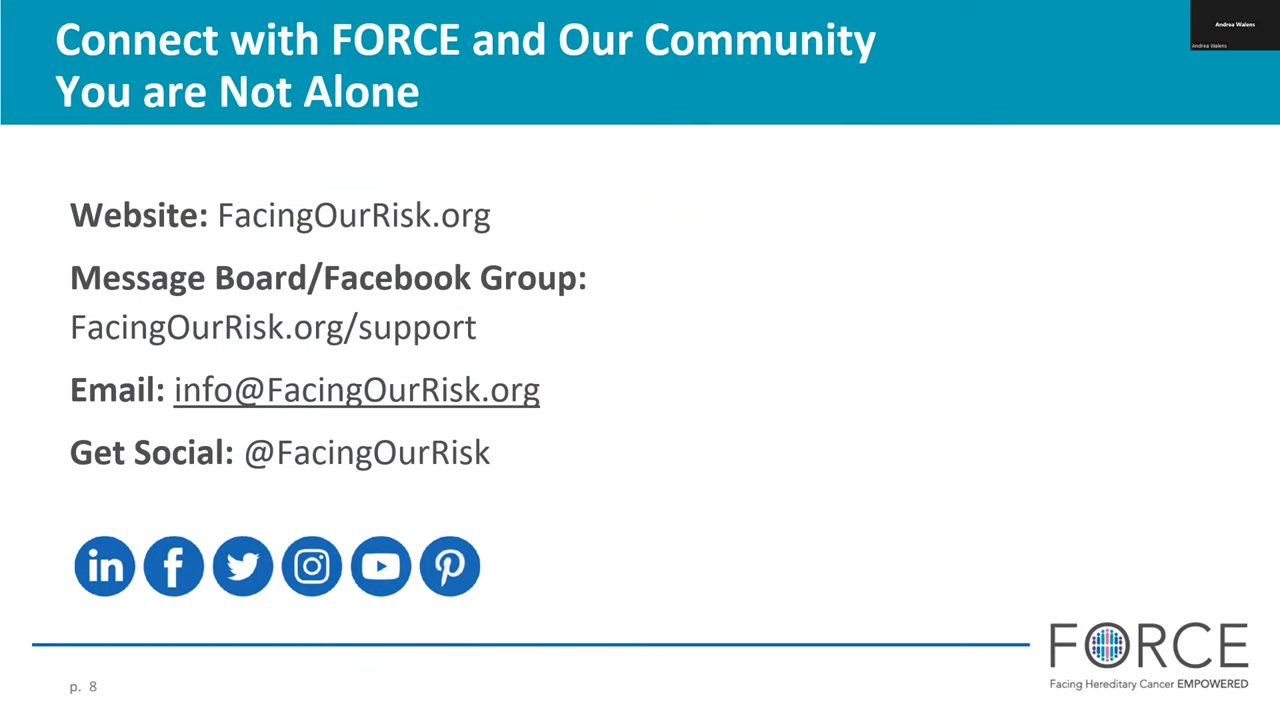 Connect with FORCE and Our Community
You are Not Alone
Andrea Walens
Andrea Walens
Website: FacingOurRisk.org
Message Board/Facebook Group:
FacingOurRisk.org/support
Email: info@FacingOurRisk.org
Get Social: @FacingOurRisk
in
FORCE
Facing Hereditary Cancer EMPOWERED
p. 8